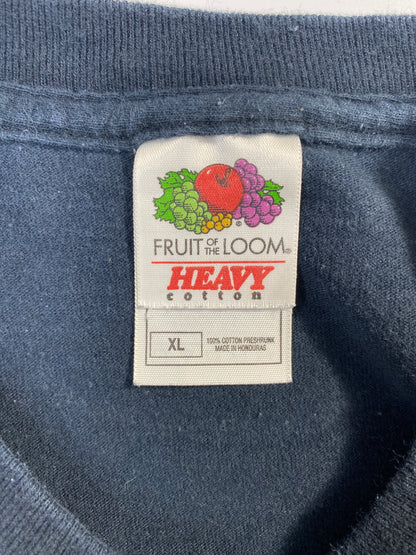 FRUIT OF THE LOOM®
HEAVY
cotton
XL
100% COTTON PRESHRUNK
MADE IN HONDURAS